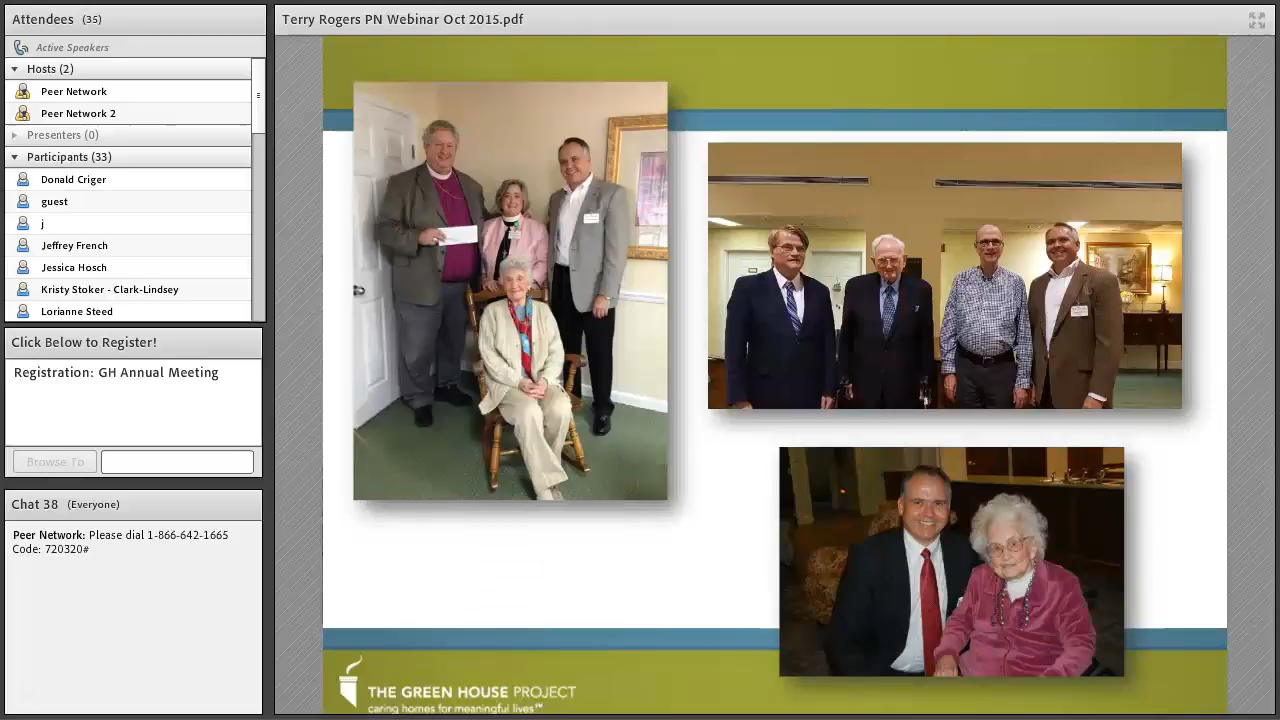 Attendees (35)
Active Speakers
Hosts (2)
Peer Network
Peer Network 2
Presenters (0)
Participants (33)
Donald Criger
guest
j
Jeffrey French
Jessica Hosch
Kristy Stoker - Clark-Lindsey
Lorianne Steed
Click Below to Register!
Registration: GH Annual Meeting
Browse To
Chat 38 (Everyone)
Peer Network: Please dial 1-866-642-1665
Code: 720320#
Terry Rogers PN Webinar Oct 2015.pdf
THE GREEN HOUSE PROJECT
caring homes for meaningful lives℠